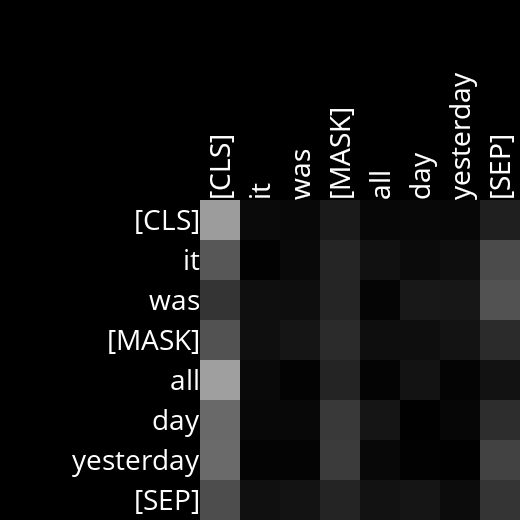 [CLS]
it
was
[MASK]
all
day
yesterday
[SEP]
[CLS]
it
was
[MASK]
all
day
yesterday
[SEP]